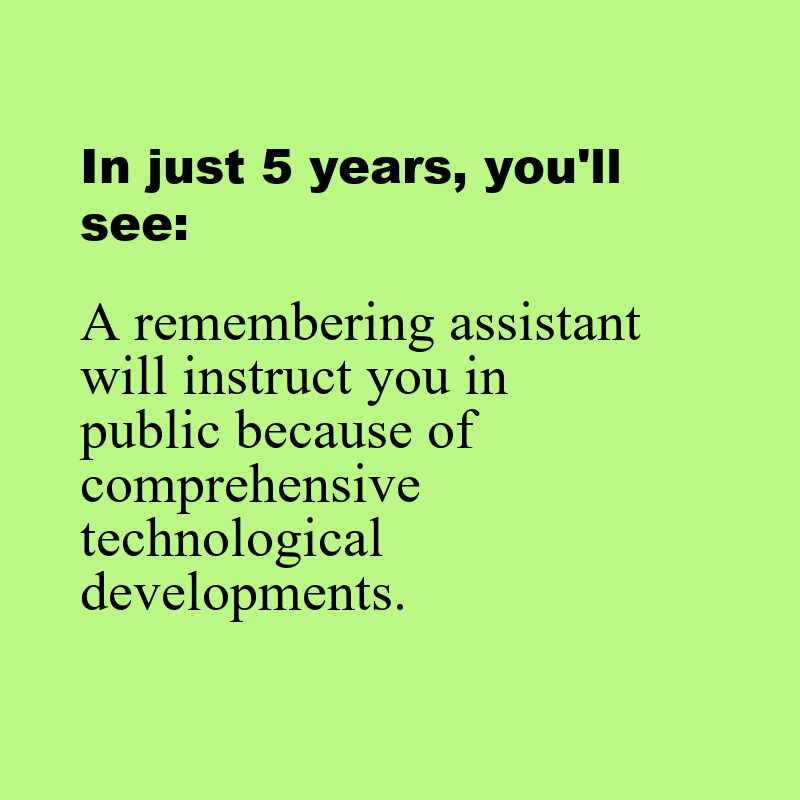 In just 5 years, you'll
see:
A remembering assistant
will instruct you in
public because of
comprehensive
technological
developments.